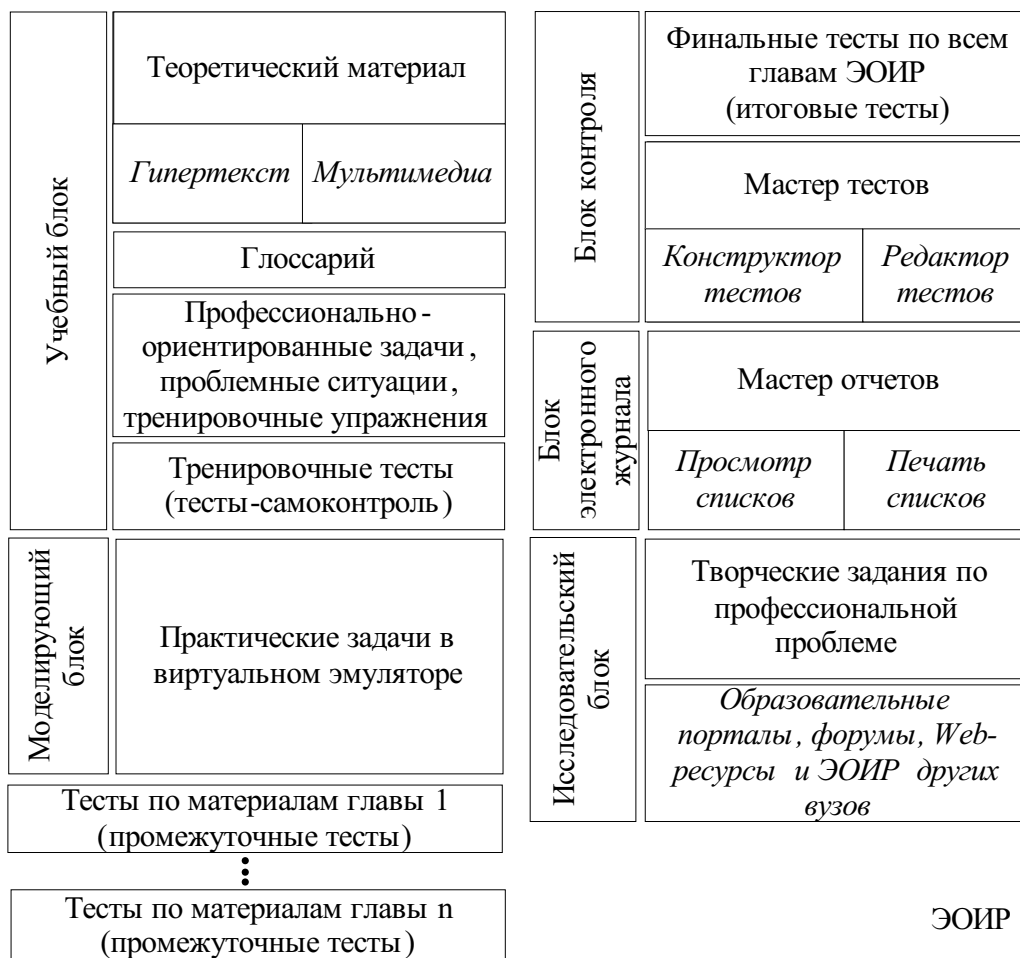 Учебный блок
Теоретический материал
Гипертекст
Мультимедиа
Глоссарий
Профессионально-
ориентированные задачи,
проблемные ситуации,
тренировочные упражнения
Тренировочные тесты
(тесты-самоконтроль)
Моделирующий
блок
Практические задачи в
виртуальном эмуляторе
Тесты по материалам главы 1
(промежуточные тесты)
Тесты по материалам главы n
(промежуточные тесты)
Блок контроля
Финальные тесты по всем
главам ЭОИР
(итоговые тесты)
Мастер тестов
Конструктор
тестов
Редактор
тестов
Блок
электронного
журнала
Мастер отчетов
Просмотр
списков
Печать
списков
Исследовательский
блок
Творческие задания по
профессиональной
проблеме
Образовательные
порталы, форумы, Web-
ресурсы и ЭОИР других
вузов
ЭОИР